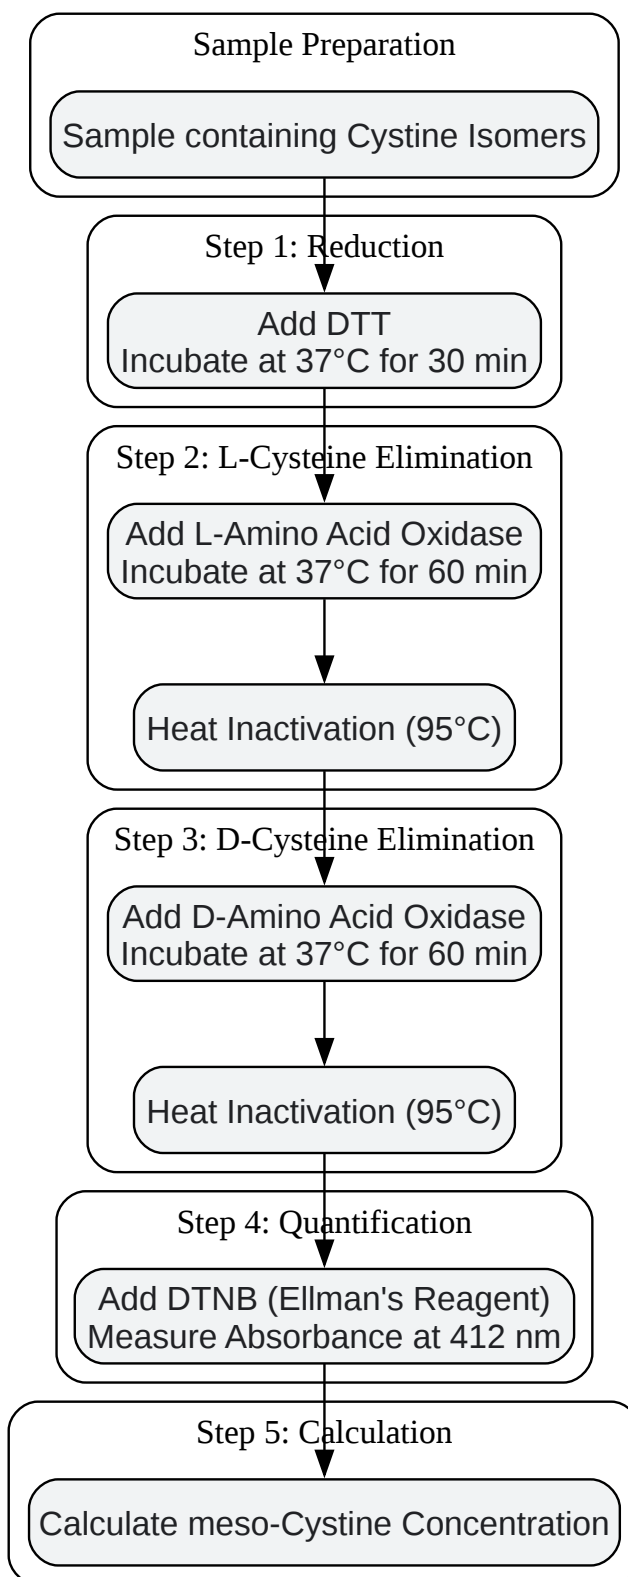 Sample Preparation
Sample containing Cystine Isomers
Step 1: Reduction
Add DTT
Incubate at 37°C for 30 min
Step 2: L-Cysteine Elimination
Add L-Amino Acid Oxidase
Incubate at 37°C for 60 min
Heat Inactivation (95°C)
Step 3: D-Cysteine Elimination
Add D-Amino Acid Oxidase
Incubate at 37°C for 60 min
Heat Inactivation (95°C)
Step 4: Quantification
Add DTNB (Ellman's Reagent)
Measure Absorbance at 412 nm
Step 5: Calculation
Calculate meso-Cystine Concentration